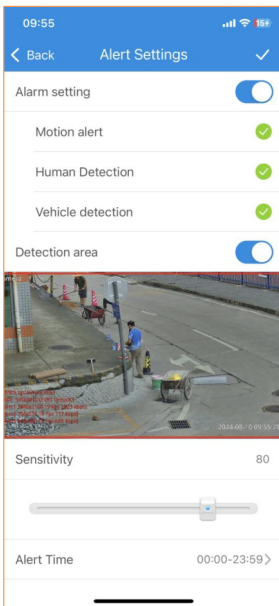 09:55
Back
Alert Settings
Alarm setting
Motion alert
Human Detection
Vehicle detection
Detection area
Sensitivity
80
Alert Time
00:00-23:59